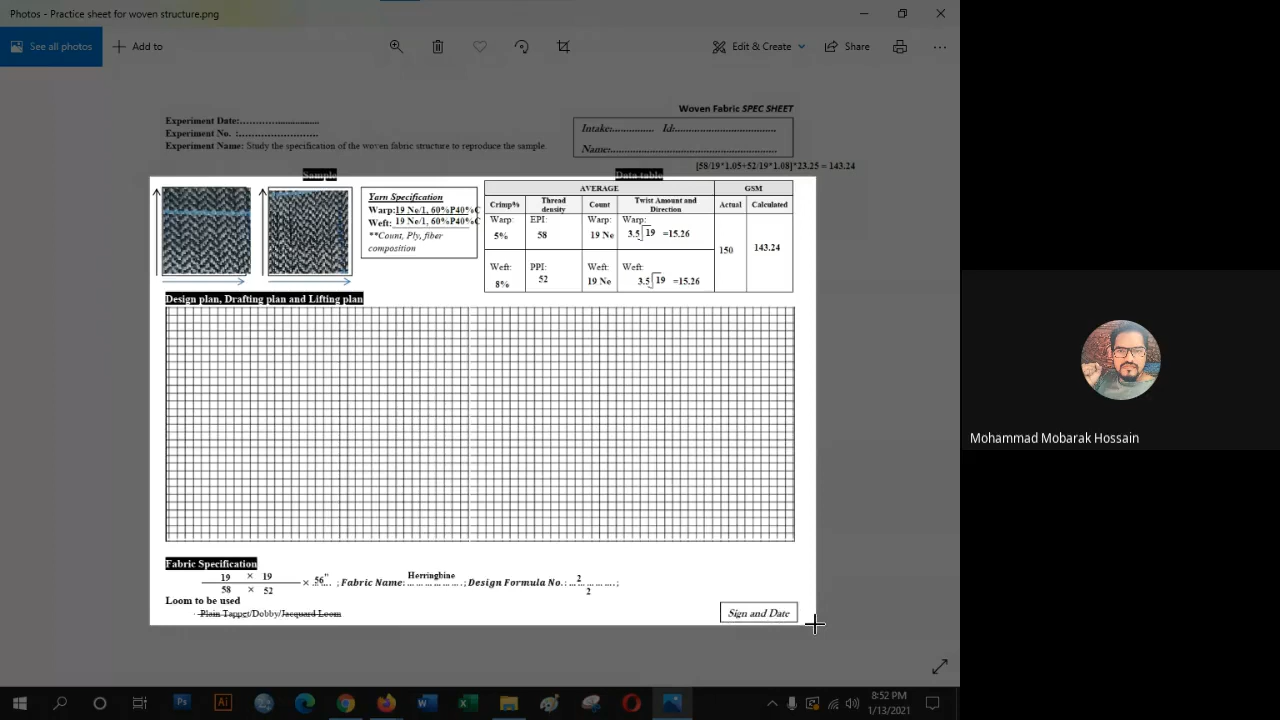 Photos - Practice sheet for woven structure.png
See all photos
Add to
Edit & Create
Share
Woven Fabric SPEC SHEET
Experiment Date:............................
Experiment No. :..........................
Experiment Name: Study the specification of the woven fabric structure to reproduce the sample.
Intake:.............. Id:..................................
Name:........................................................
[58/19*1.05+52/19*1.08]*23.25 = 143.24
Sample
Data table
Yarn Specification
Warp:19 Ne/1, 60%P40%C
Weft: 19 Ne/1, 60%P40%C
**Count, Ply, fiber
composition
AVERAGE
GSM
Crimp%
Thread density
Count
Twist Amount and Direction
Actual
Calculated
Warp:
5%
EPI:
58
Warp:
19 Ne
Warp:
3.5√19 =15.26
150
143.24
Weft:
8%
PPI:
52
Weft:
19 Ne
Weft:
3.5√19 =15.26
Design plan, Drafting plan and Lifting plan
Fabric Specification
19 × 19
58 × 52
× 56" ; Fabric Name: Herringbine ; Design Formula No.: 2
2 ;
Loom to be used
Plain Tappet/Dobby/Jacquard Loom
Sign and Date
Mohammad Mobarak Hossain
8:52 PM
1/13/2021